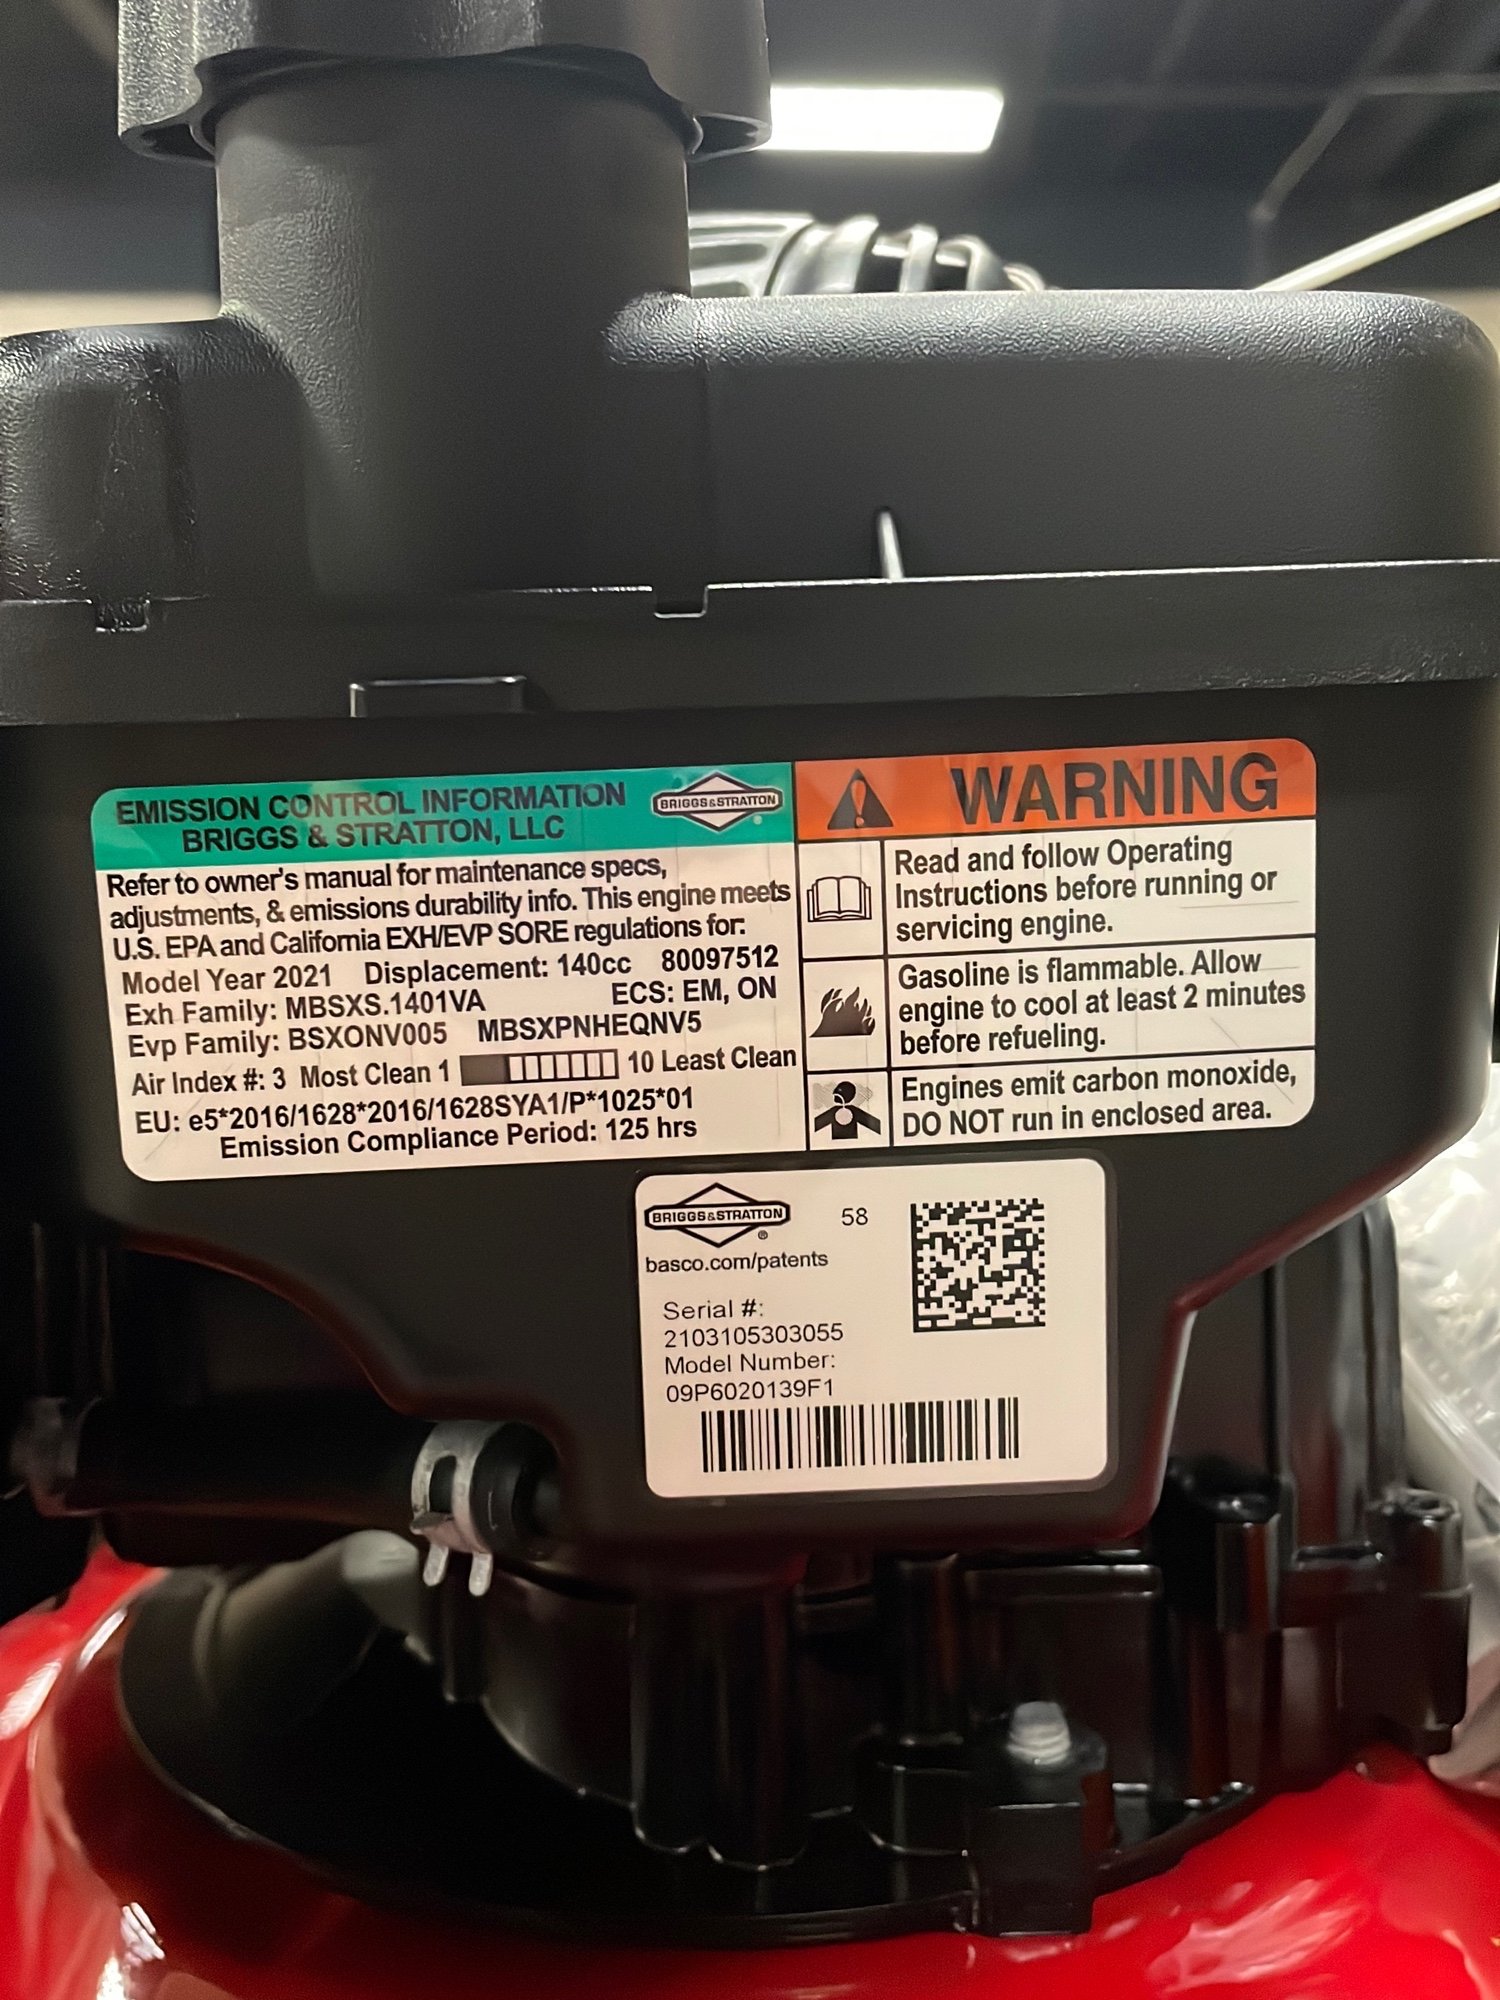 EMISSION CONTROL INFORMATION
BRIGGS & STRATTON, LLC
BRIGGS&STRATTON
®
Refer to owner's manual for maintenance specs,
adjustments, & emissions durability info. This engine meets
U.S. EPA and California EXH/EVP SORE regulations for:
Model Year 2021 Displacement: 140cc 80097512
Exh Family: MBSXS.1401VA ECS: EM, ON
Evp Family: BSXONV005 MBSXPNHEQNV5
Air Index #: 3 Most Clean 1 10 Least Clean
EU: e5*2016/1628*2016/1628SYA1/P*1025*01
Emission Compliance Period: 125 hrs
WARNING
Read and follow Operating
Instructions before running or
servicing engine.
Gasoline is flammable. Allow
engine to cool at least 2 minutes
before refueling.
Engines emit carbon monoxide,
DO NOT run in enclosed area.
BRIGGS&STRATTON
®
58
basco.com/patents
Serial #:
2103105303055
Model Number:
09P6020139F1